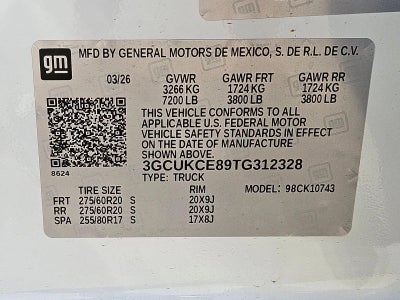 gm
MFD BY GENERAL MOTORS DE MEXICO, S. DE R.L. DE C.V.
03/26 GVWR GAWR FRT GAWR RR
3266 KG 1724 KG 1724 KG
7200 LB 3800 LB 3800 LB
THIS VEHICLE CONFORMS TO ALL
APPLICABLE U.S. FEDERAL MOTOR
VEHICLE SAFETY STANDARDS IN EFFECT
ON THE DATE OF MANUFACTURE
SHOWN ABOVE.
3GCUKCE89TG312328
8624 TYPE: TRUCK
TIRE SIZE RIM MODEL: 98CK10743
FRT 275/60R20 S 20X9J
RR 275/60R20 S 20X9J
SPA 255/80R17 S 17X8J